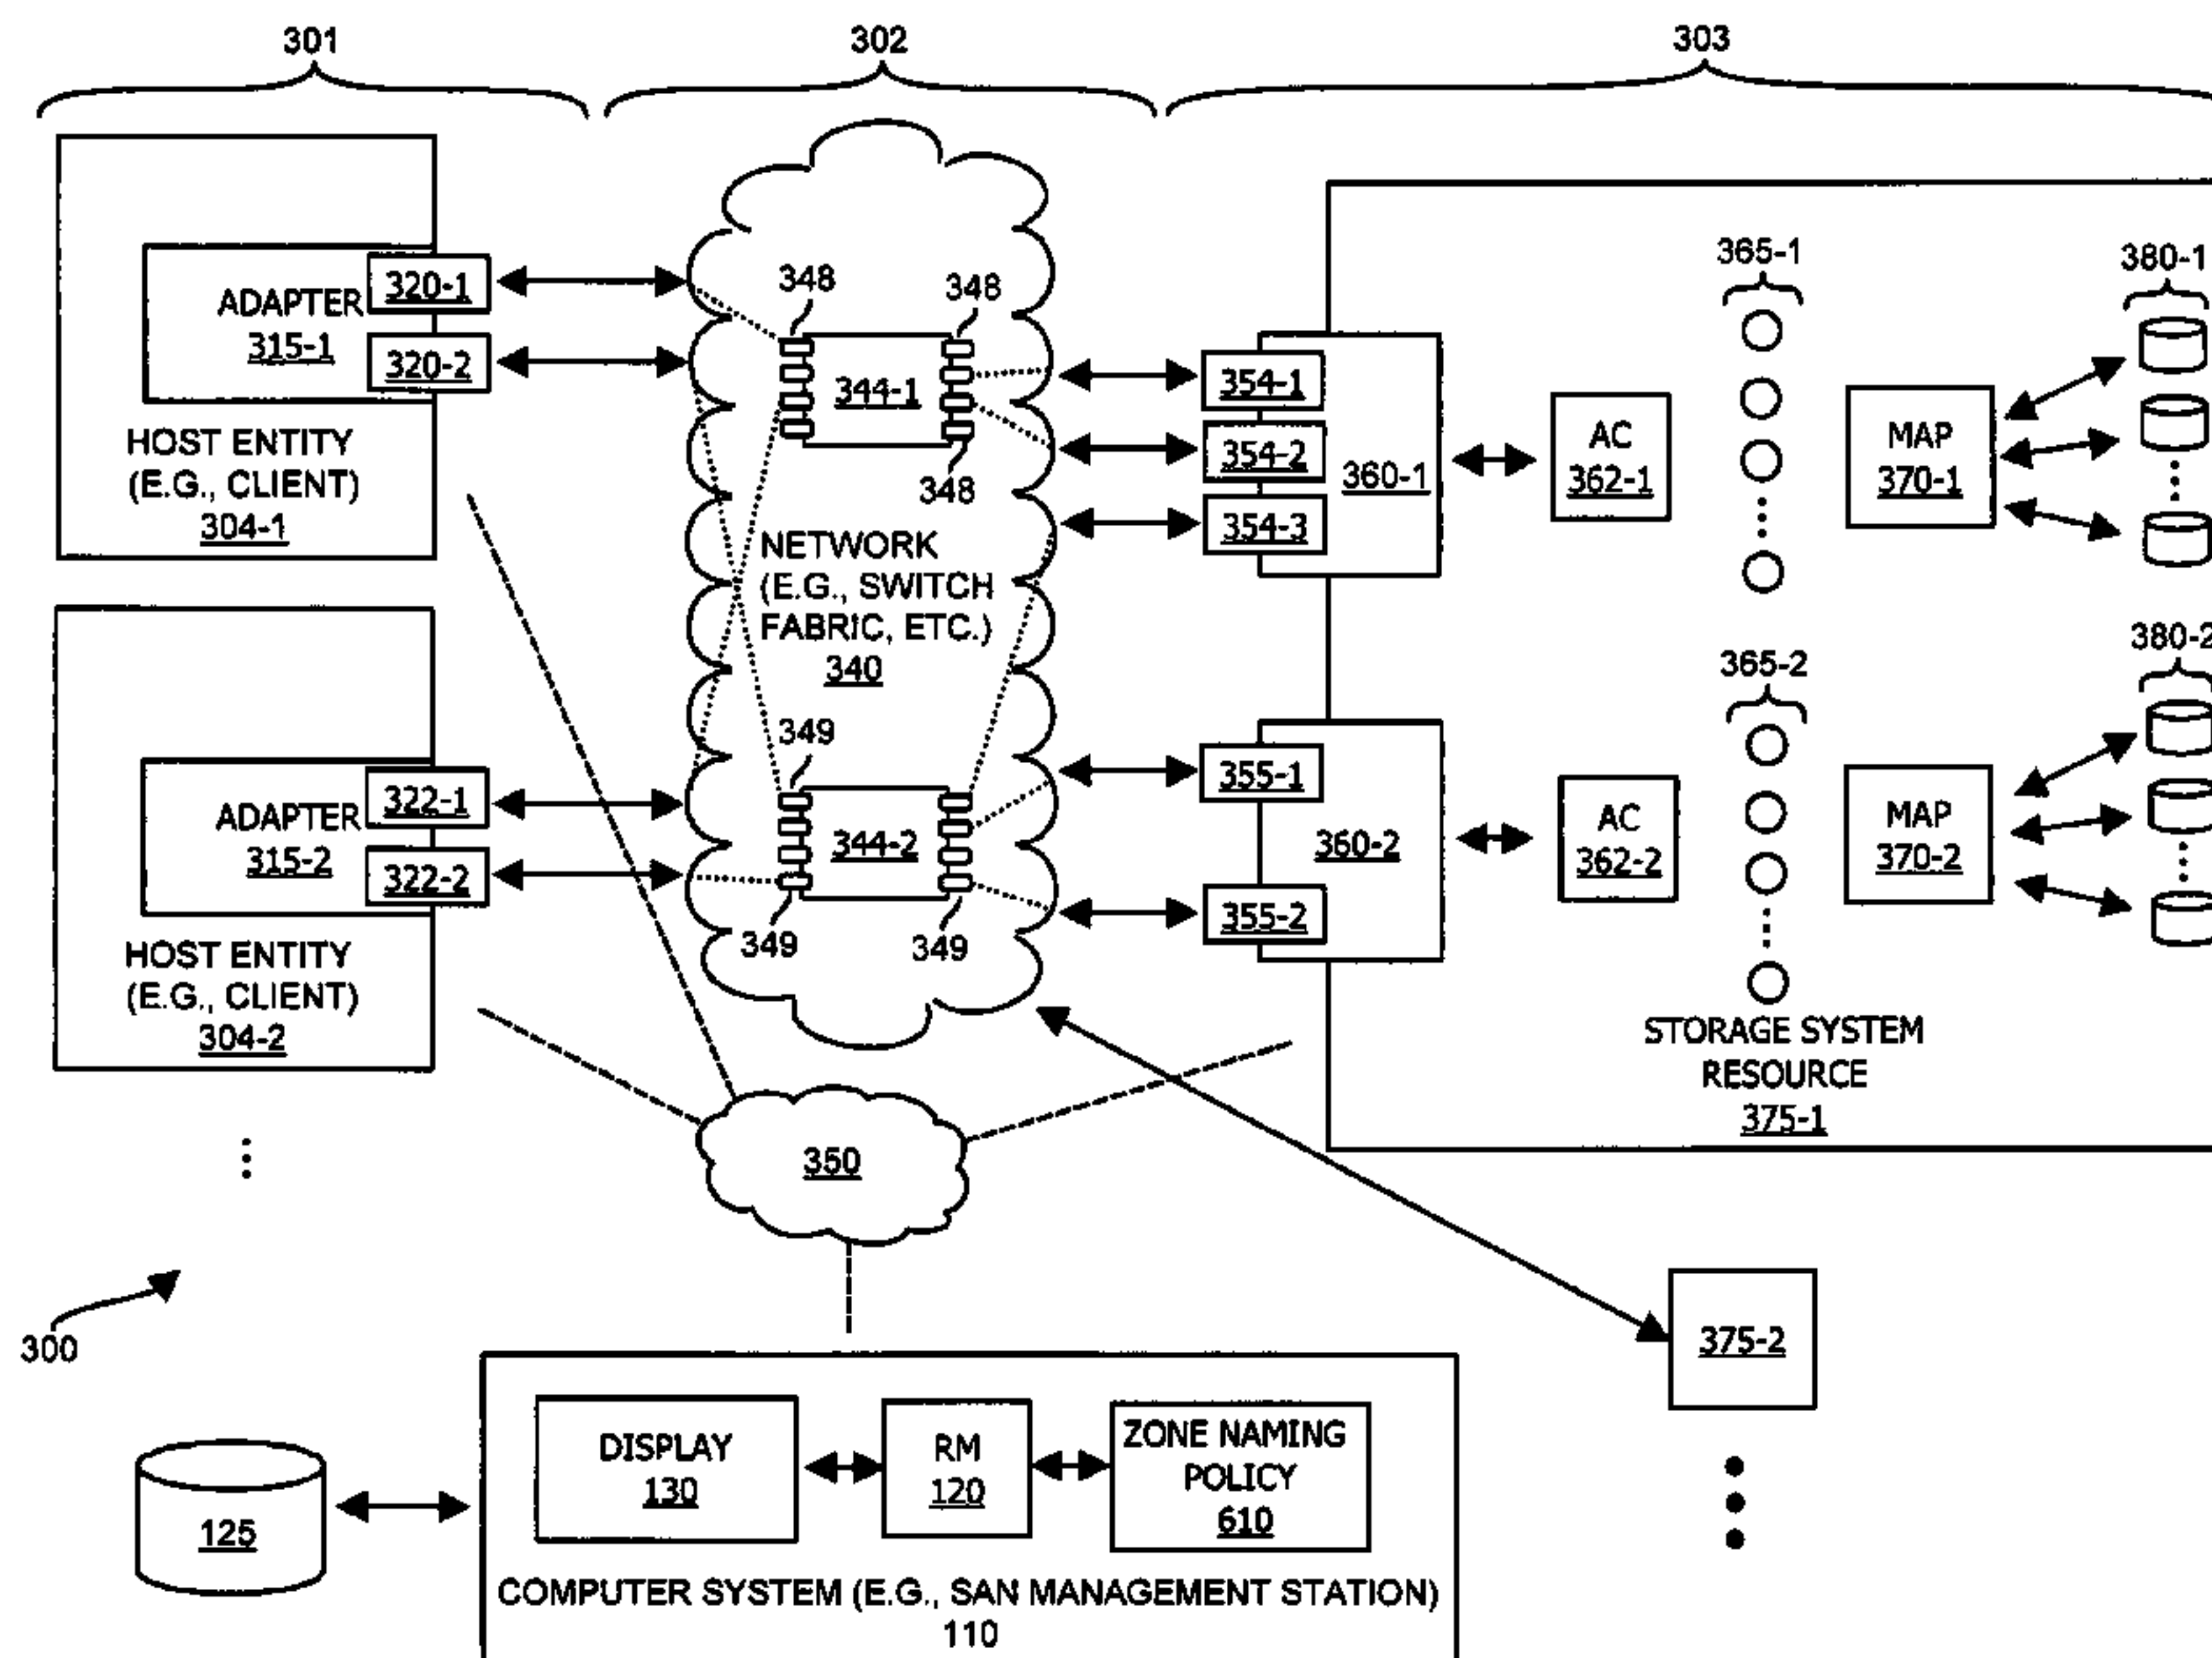 301
302
303
320-1
ADAPTER
315-1
320-2
HOST ENTITY
(E.G., CLIENT)
304-1
322-1
ADAPTER
315-2
322-2
HOST ENTITY
(E.G., CLIENT)
304-2
348
348
344-1
348
NETWORK
(E.G., SWITCH
FABRIC, ETC.)
340
349
344-2
349
349
354-1
354-2
354-3
360-1
AC
362-1
365-1
MAP
370-1
380-1
355-1
360-2
355-2
AC
362-2
365-2
MAP
370-2
380-2
STORAGE SYSTEM
RESOURCE
375-1
350
300
375-2
125
DISPLAY
130
RM
120
ZONE NAMING
POLICY
610
COMPUTER SYSTEM (E.G., SAN MANAGEMENT STATION)
110